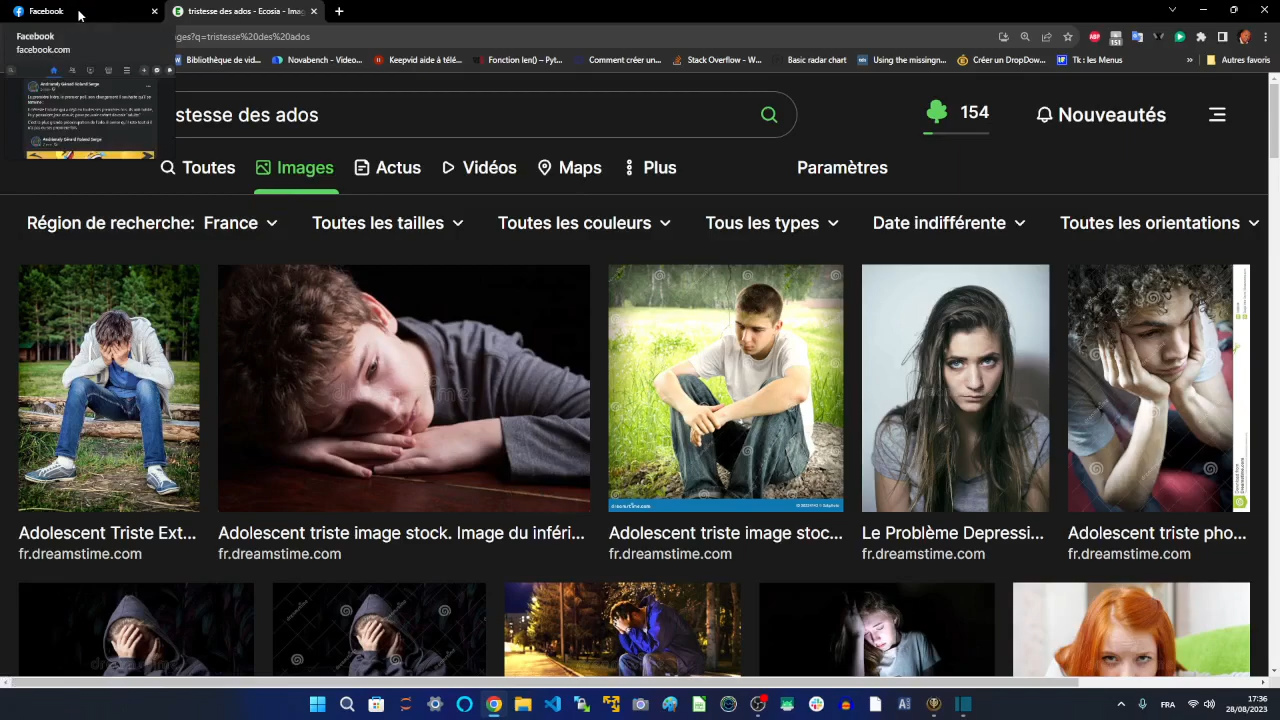 Facebook
tristesse des ados - Ecosia - Imag
Facebook
facebook.com
ages?q=tristesse%20des%20ados
Bibliothèque de vid...
Novabench - Video...
Keepvid aide à télé...
Fonction len() – Pyt...
Comment créer un...
Stack Overflow – W...
Basic radar chart
Using the missingn...
Créer un DropDow...
Tk : les Menus
»
Autres favoris
stesse des ados
154
Nouveautés
Toutes
Images
Actus
Vidéos
Maps
Plus
Paramètres
Région de recherche: France
Toutes les tailles
Toutes les couleurs
Tous les types
Date indifférente
Toutes les orientations
Adolescent Triste Ext...
fr.dreamstime.com
Adolescent triste image stock. Image du inféri...
fr.dreamstime.com
Adolescent triste image stoc...
fr.dreamstime.com
Le Problème Depressi...
fr.dreamstime.com
Adolescent triste pho...
fr.dreamstime.com
FRA
17:36
28/08/2023